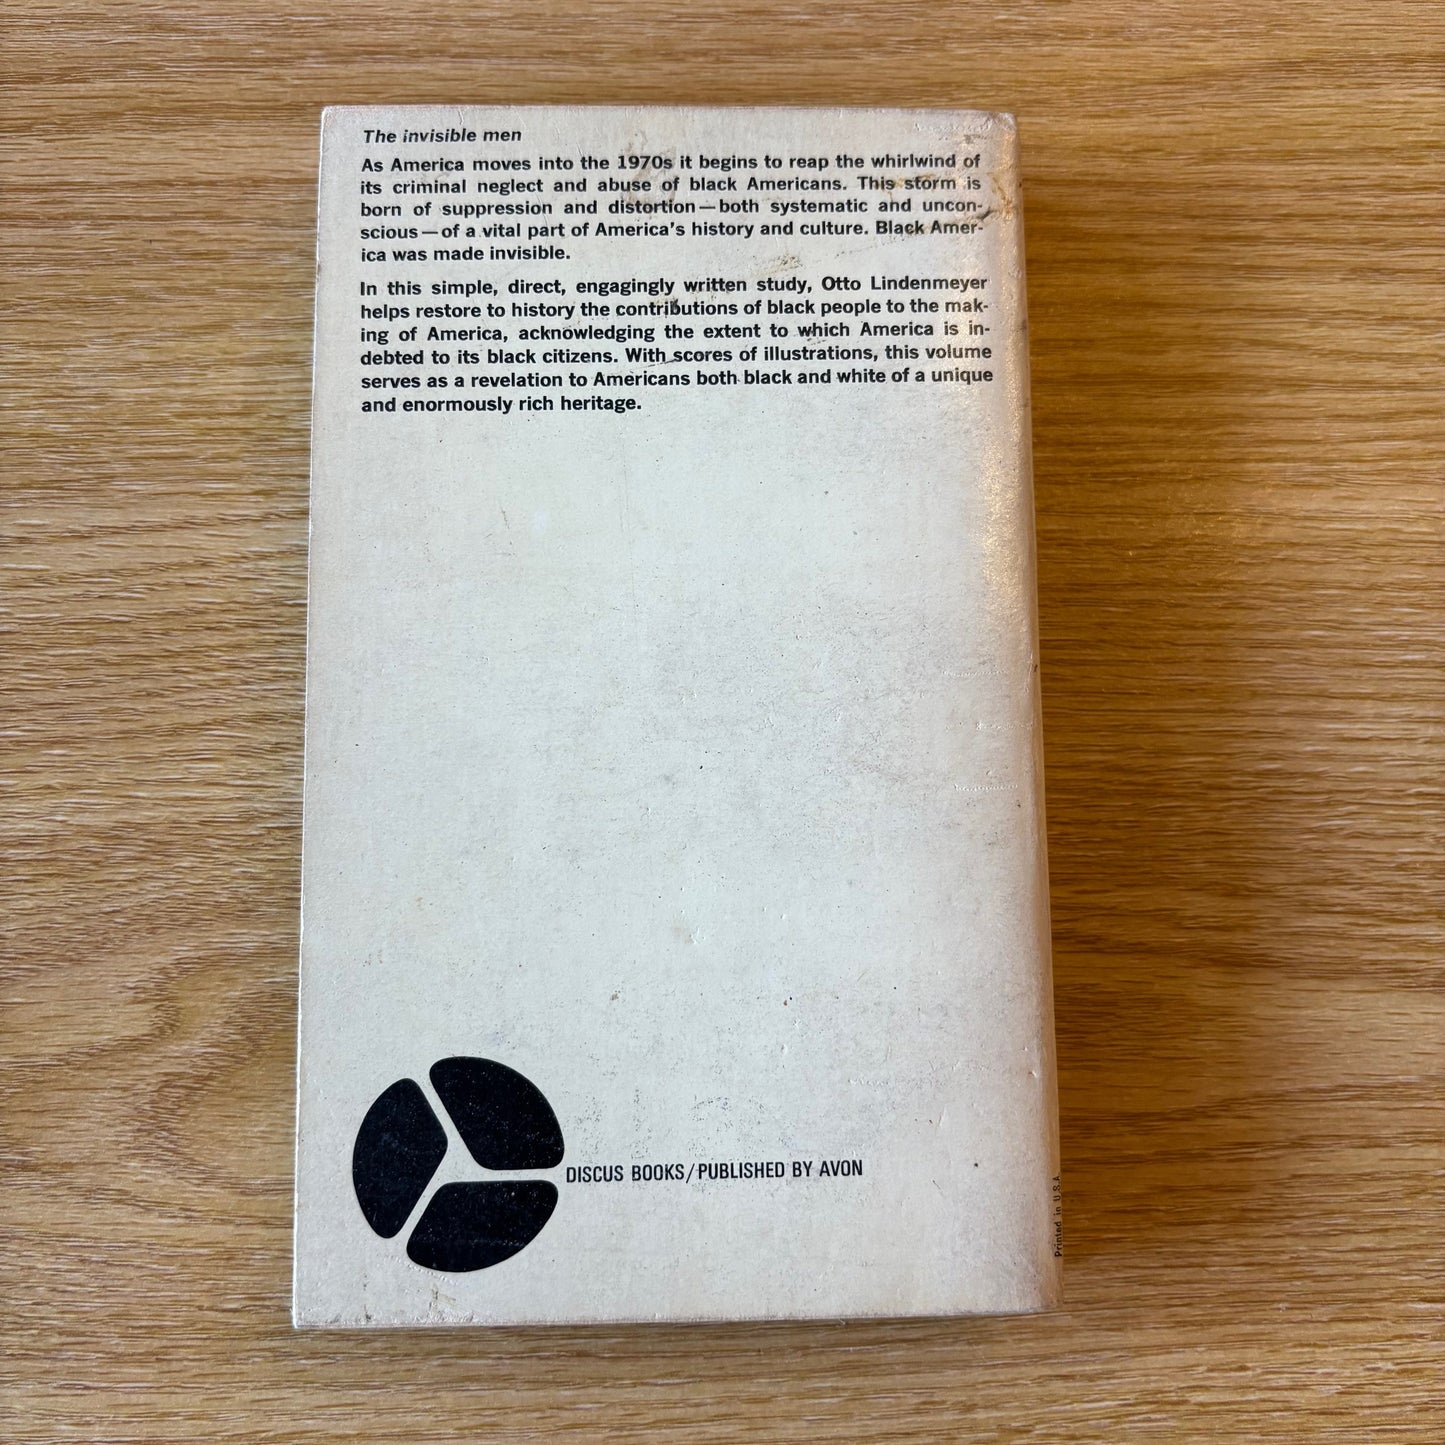 The invisible men
As America moves into the 1970s it begins to reap the whirlwind of
its criminal neglect and abuse of black Americans. This storm is
born of suppression and distortion—both systematic and uncon-
scious—of a vital part of America's history and culture. Black Amer-
ica was made invisible.
In this simple, direct, engagingly written study, Otto Lindenmeyer
helps restore to history the contributions of black people to the mak-
ing of America, acknowledging the extent to which America is in-
debted to its black citizens. With scores of illustrations, this volume
serves as a revelation to Americans both black and white of a unique
and enormously rich heritage.
DISCUS BOOKS/PUBLISHED BY AVON
Printed in U.S.A.